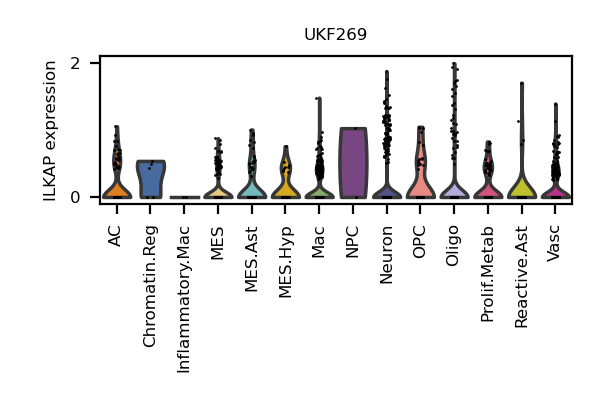 UKF269
ILKAP expression
2
0
AC
Chromatin.Reg
Inflammatory.Mac
MES
MES.Ast
MES.Hyp
Mac
NPC
Neuron
OPC
Oligo
Prolif.Metab
Reactive.Ast
Vasc